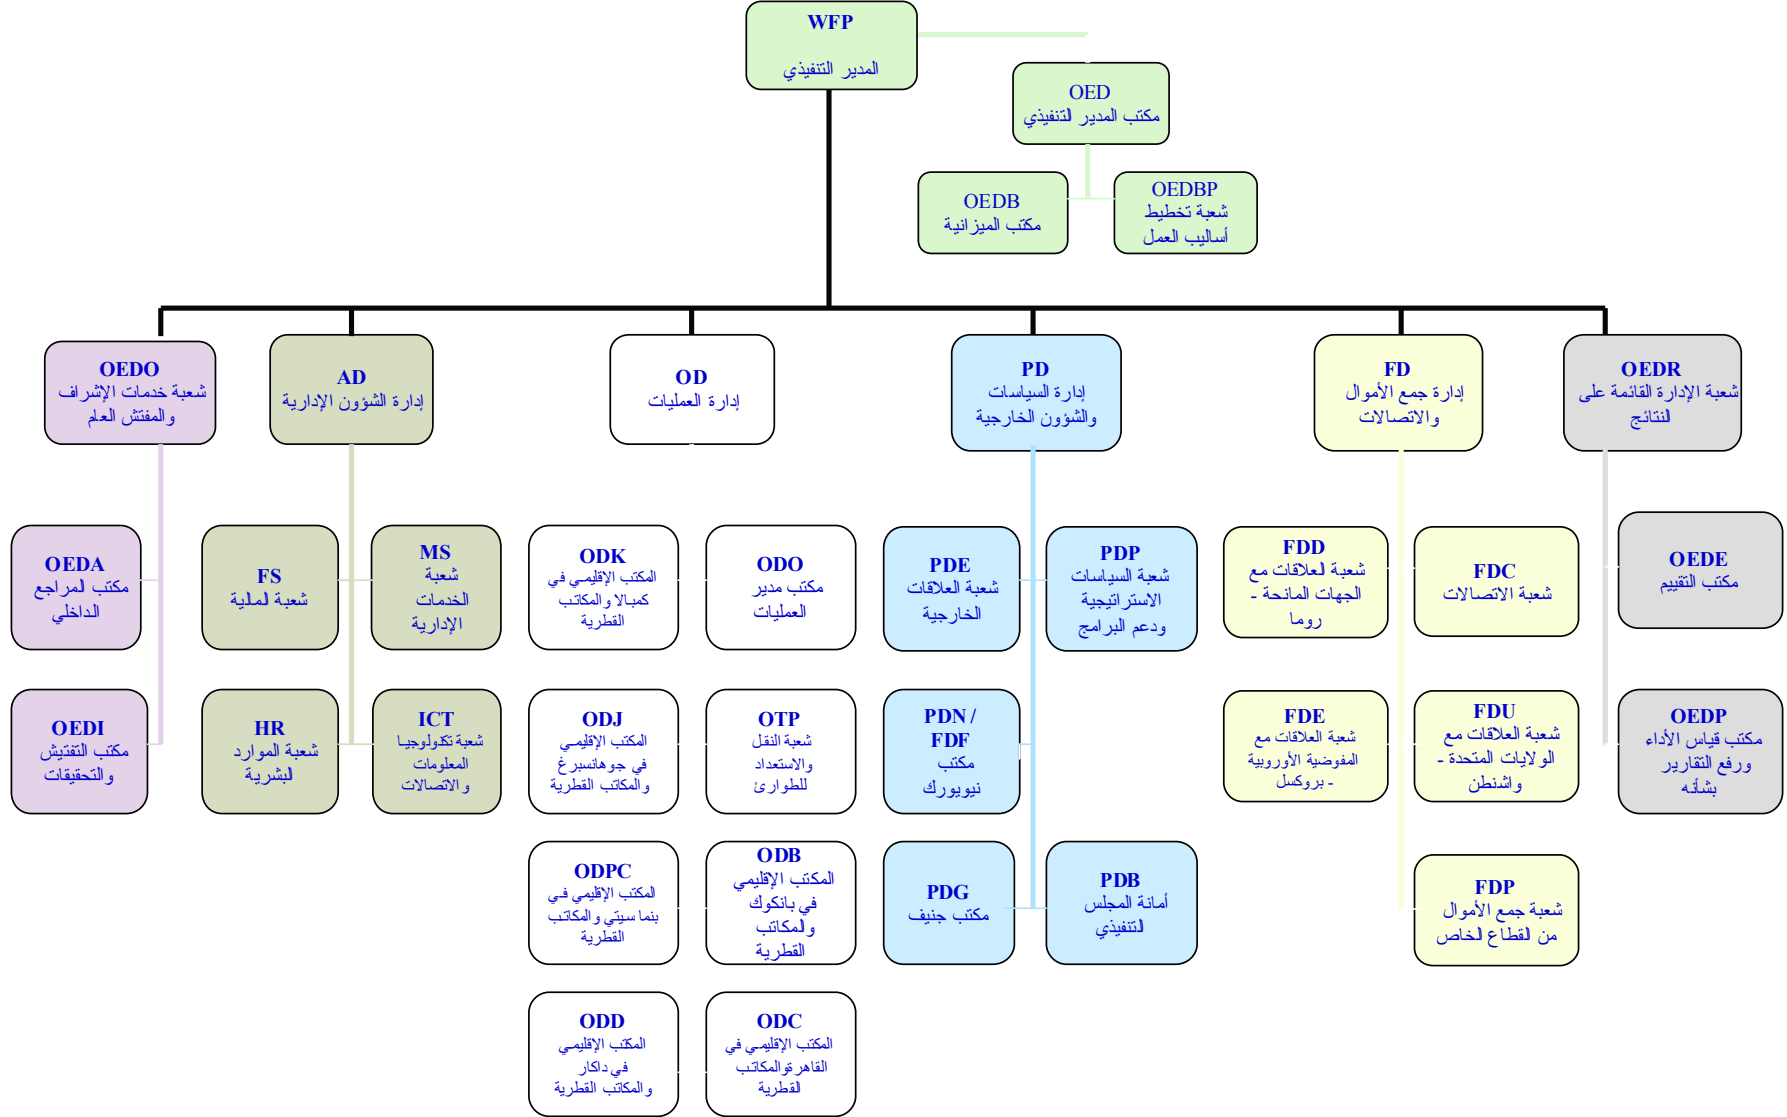 WFP
المدير التنفيذي
OED
مكتب المدير التنفيذي
OEDB
مكتب الميزانية
OEDBP
شعبة تخطيط
أساليب العمل
OEDO
شعبة خدمات الإشراف
والمفتش العام
AD
إدارة الشؤون الإدارية
OD
إدارة العمليات
PD
إدارة السياسات
والشؤون الخارجية
FD
إدارة جمع الأموال
والاتصالات
OEDR
شعبة الإدارة القائمة على
النتائج
OEDA
مكتب المراجع
الداخلي
FS
شعبة المالية
MS
شعبة
الخدمات
الإدارية
ODK
المكتب الإقليمي في
كمبالا والمكاتب
القطرية
ODO
مكتب مدير
العمليات
PDE
شعبة العلاقات
الخارجية
PDP
شعبة السياسات
الاستراتيجية
ودعم البرامج
FDD
شعبة العلاقات مع
الجهات المانحة -
روما
FDC
شعبة الاتصالات
OEDE
مكتب التقييم
OEDI
مكتب التفتيش
والتحقيقات
HR
شعبة الموارد
البشرية
ICT
شعبة تكنولوجيا
المعلومات
والاتصالات
ODJ
المكتب الإقليمي
في جوهانسبرغ
والمكاتب القطرية
OTP
شعبة النقل
والاستعداد
للطوارئ
PDN /
FDF
مكتب
نيويورك
FDE
شعبة العلاقات مع
المفوضية الأوروبية
- بروكسل
FDU
شعبة العلاقات مع
الولايات المتحدة -
واشنطن
OEDP
مكتب قياس الأداء
ورفع التقارير
بشأنه
ODPC
المكتب الإقليمي في
بنما سيتي والمكاتب
القطرية
ODB
المكتب الإقليمي
في بانكوك
والمكاتب
القطرية
PDG
مكتب جنيف
PDB
أمانة المجلس
التنفيذي
FDP
شعبة جمع الأموال
من القطاع الخاص
ODD
المكتب الإقليمي
في داكار
والمكاتب القطرية
ODC
المكتب الإقليمي في
القاهرة والمكاتب
القطرية